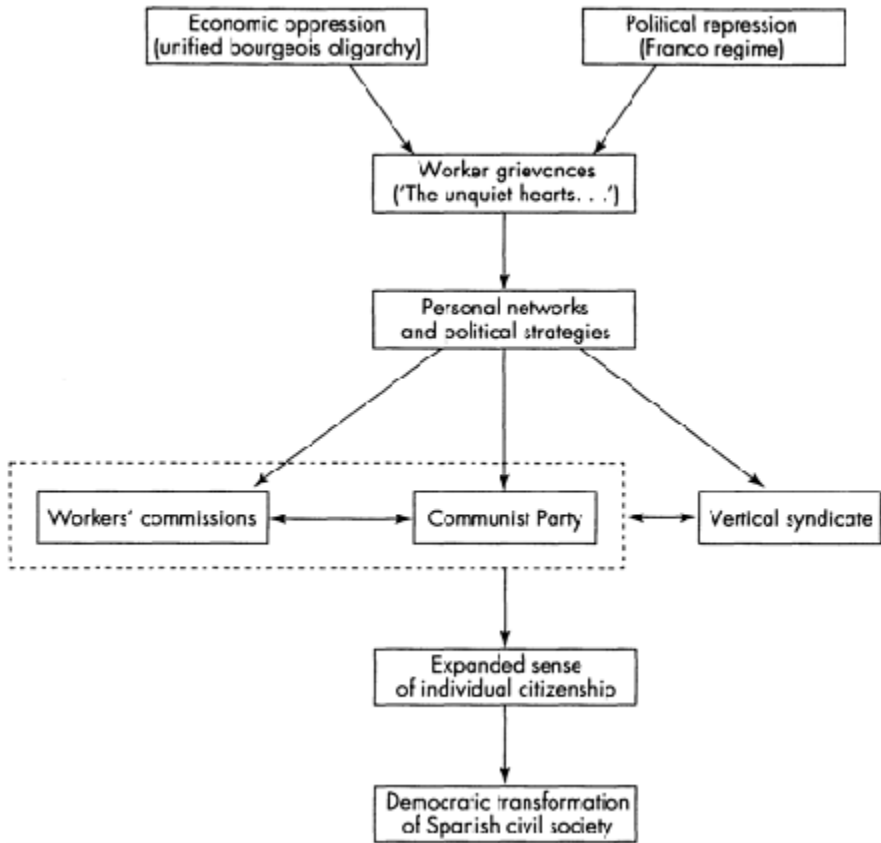 Economic oppression
(unified bourgeois oligarchy)
Political repression
(Franco regime)
Worker grievances
('The unquiet hearts. . .')
Personal networks
and political strategies
Workers' commissions
Communist Party
Vertical syndicate
Expanded sense
of individual citizenship
Democratic transformation
of Spanish civil society